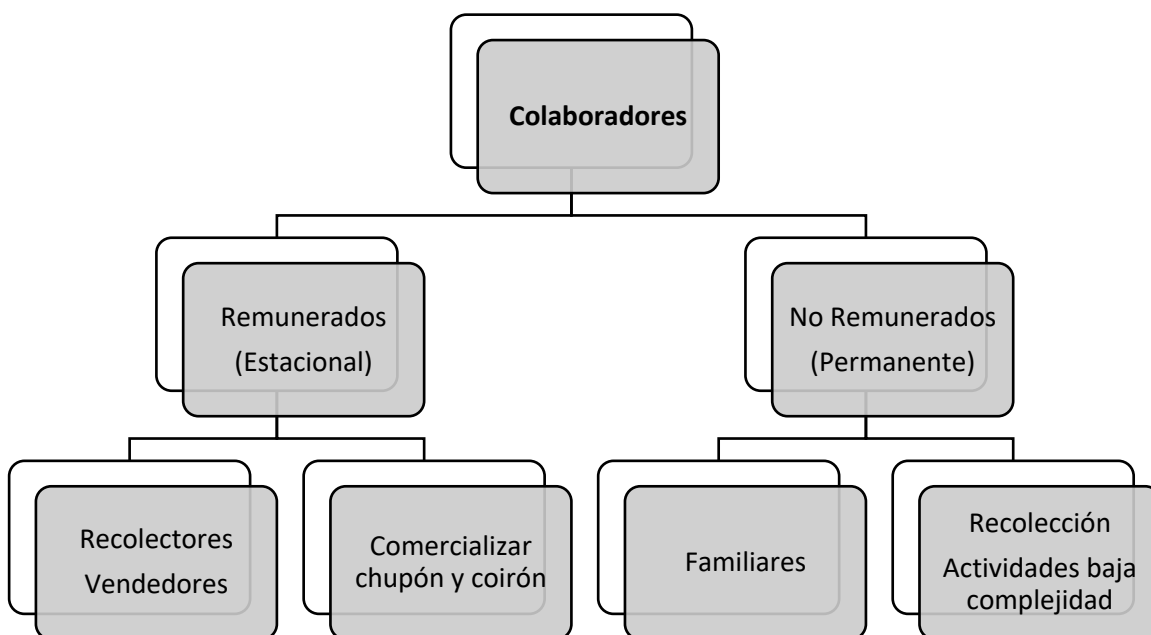 Colaboradores
Remunerados
(Estacional)
No Remunerados
(Permanente)
Recolectores
Vendedores
Comercializar
chupón y coirón
Familiares
Recolección
Actividades baja
complejidad